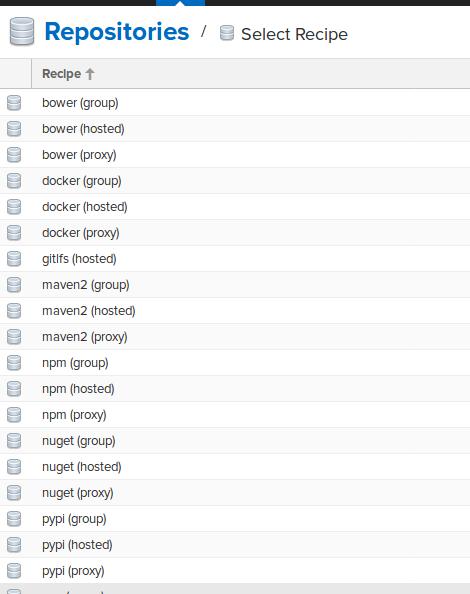 Repositories / Select Recipe
Recipe
bower (group)
bower (hosted)
bower (proxy)
docker (group)
docker (hosted)
docker (proxy)
gitlfs (hosted)
maven2 (group)
maven2 (hosted)
maven2 (proxy)
npm (group)
npm (hosted)
npm (proxy)
nuget (group)
nuget (hosted)
nuget (proxy)
pypi (group)
pypi (hosted)
pypi (proxy)